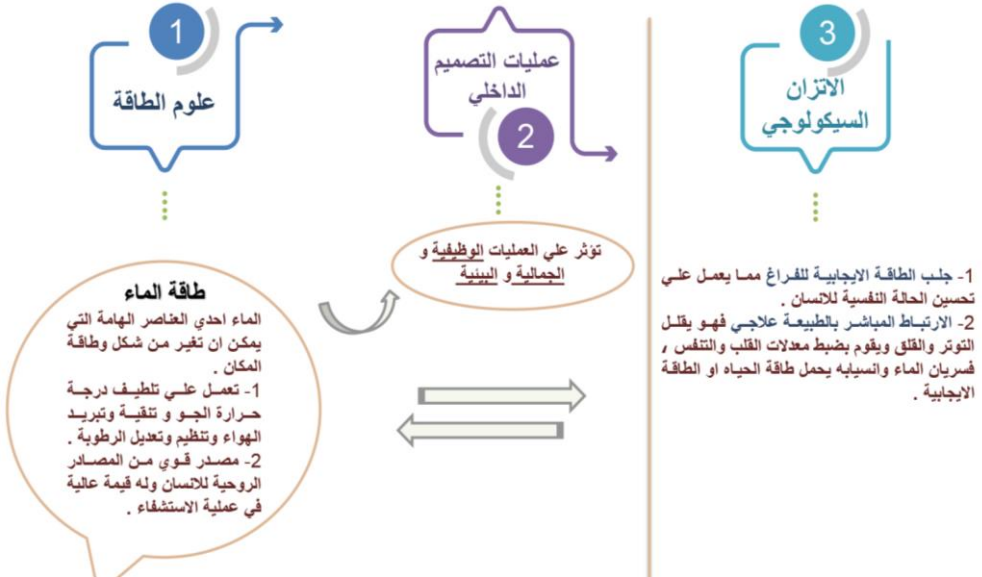 1
علوم الطاقة
طاقة الماء
الماء احدي العناصر الهامة التي
يمكن ان تغير من شكل وطاقة
المكان .
1- تعمل علي تلطيف درجة
حرارة الجو و تنقية وتبريد
الهواء وتنظيم وتعديل الرطوبة .
2- مصدر قوي من المصادر
الروحية للانسان وله قيمة عالية
في عملية الاستشفاء .
عمليات التصميم
الداخلي
2
تؤثر علي العمليات الوظيفية و
الجمالية و البيئية
3
الاتزان
السيكولوجي
1- جلب الطاقة الايجابية للفراغ مما يعمل علي
تحسين الحالة النفسية للانسان .
2- الارتباط المباشر بالطبيعة علاجي فهو يقلل
التوتر والقلق ويقوم بضبط معدلات القلب والتنفس ،
فسريان الماء وانسيابه يحمل طاقة الحياه او الطاقة
الايجابية .